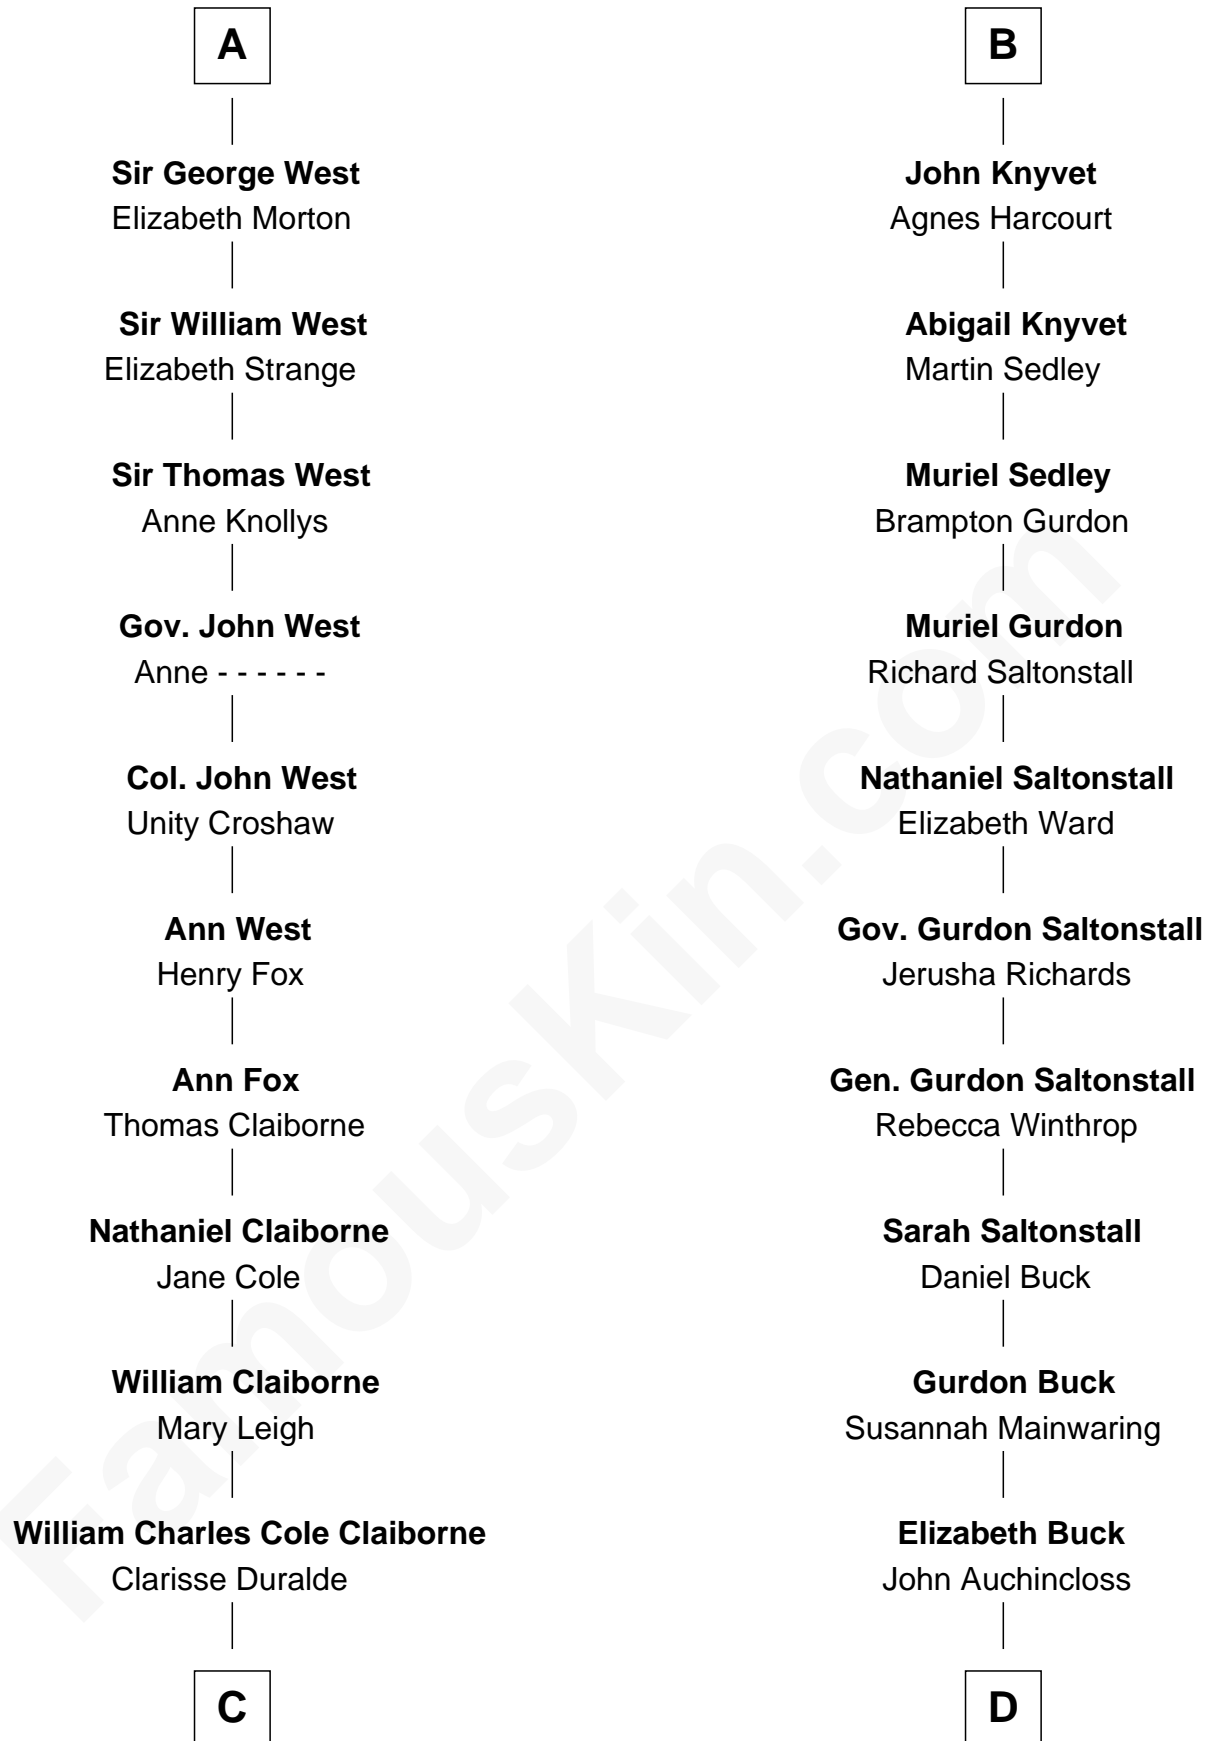 A
Sir George West
Elizabeth Morton
Sir William West
Elizabeth Strange
Sir Thomas West
Anne Knollys
Gov. John West
Anne - - - - - -
Col. John West
Unity Croshaw
Ann West
Henry Fox
Ann Fox
Thomas Claiborne
Nathaniel Claiborne
Jane Cole
William Claiborne
Mary Leigh
William Charles Cole Claiborne
Clarisse Duralde
C
B
John Knyvet
Agnes Harcourt
Abigail Knyvet
Martin Sedley
Muriel Sedley
Brampton Gurdon
Muriel Gurdon
Richard Saltonstall
Nathaniel Saltonstall
Elizabeth Ward
Gov. Gurdon Saltonstall
Jerusha Richards
Gen. Gurdon Saltonstall
Rebecca Winthrop
Sarah Saltonstall
Daniel Buck
Gurdon Buck
Susannah Mainwaring
Elizabeth Buck
John Auchincloss
D
FamousKin.com